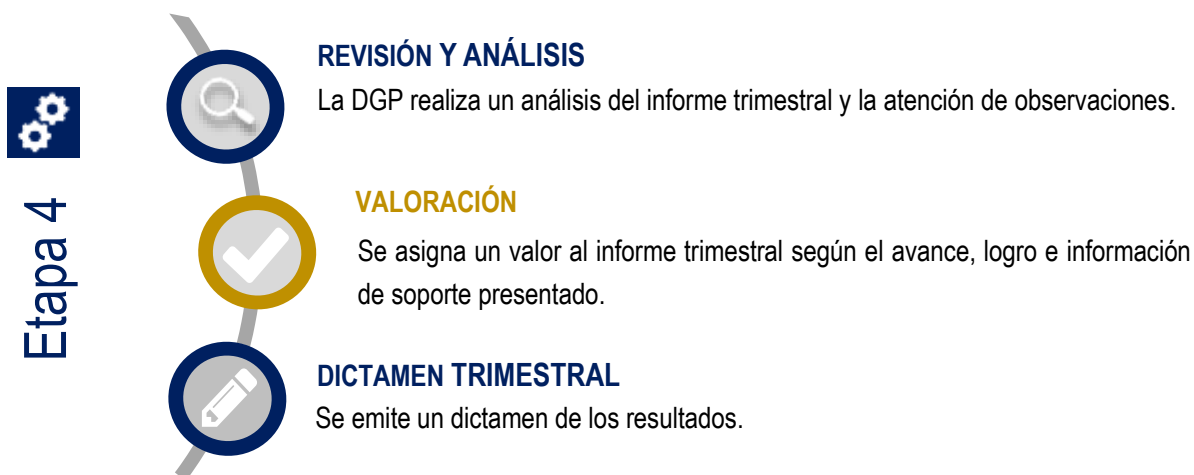 Etapa 4
REVISIÓN Y ANÁLISIS
La DGP realiza un análisis del informe trimestral y la atención de observaciones.
VALORACIÓN
Se asigna un valor al informe trimestral según el avance, logro e información
de soporte presentado.
DICTAMEN TRIMESTRAL
Se emite un dictamen de los resultados.